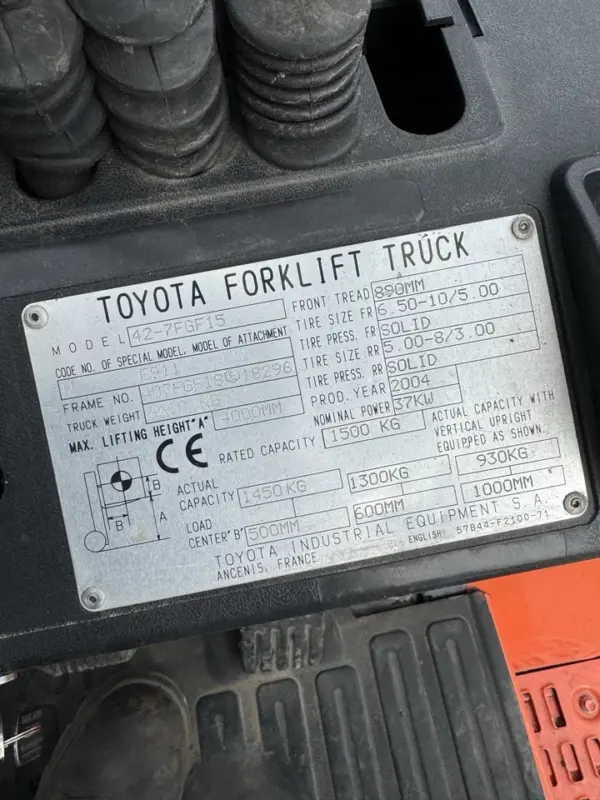 TOYOTA FORKLIFT TRUCK
MODEL 42-7FGF15
CODE NO. OF SPECIAL MODEL, MODEL OF ATTACHMENT
FRAME NO.
TRUCK WEIGHT KG
MAX. LIFTING HEIGHT "A" 4000MM
FRONT TREAD 890MM
TIRE SIZE FR 6.50-10/5.00
TIRE PRESS. FR SOLID
TIRE SIZE RR 5.00-8/3.00
TIRE PRESS. RR SOLID
PROD. YEAR 2004
NOMINAL POWER 37KW
CE
RATED CAPACITY 1500 KG
ACTUAL CAPACITY WITH
VERTICAL UPRIGHT
EQUIPPED AS SHOWN.
ACTUAL
CAPACITY 1450KG 1300KG 930KG
LOAD
CENTER "B" 500MM 600MM 1000MM
B
B
A
TOYOTA INDUSTRIAL EQUIPMENT S.A.
ANCENIS, FRANCE
ENGLISH: 57844-F2100-71